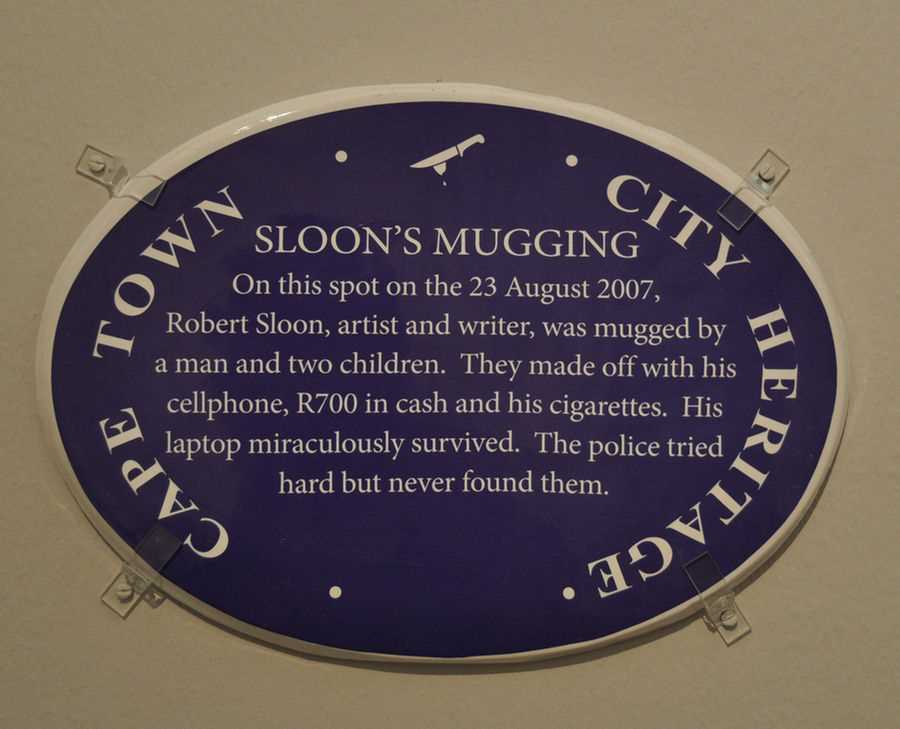 CAPE TOWN
CITY HERITAGE
SLOON'S MUGGING
On this spot on the 23 August 2007,
Robert Sloon, artist and writer, was mugged by
a man and two children. They made off with his
cellphone, R700 in cash and his cigarettes. His
laptop miraculously survived. The police tried
hard but never found them.